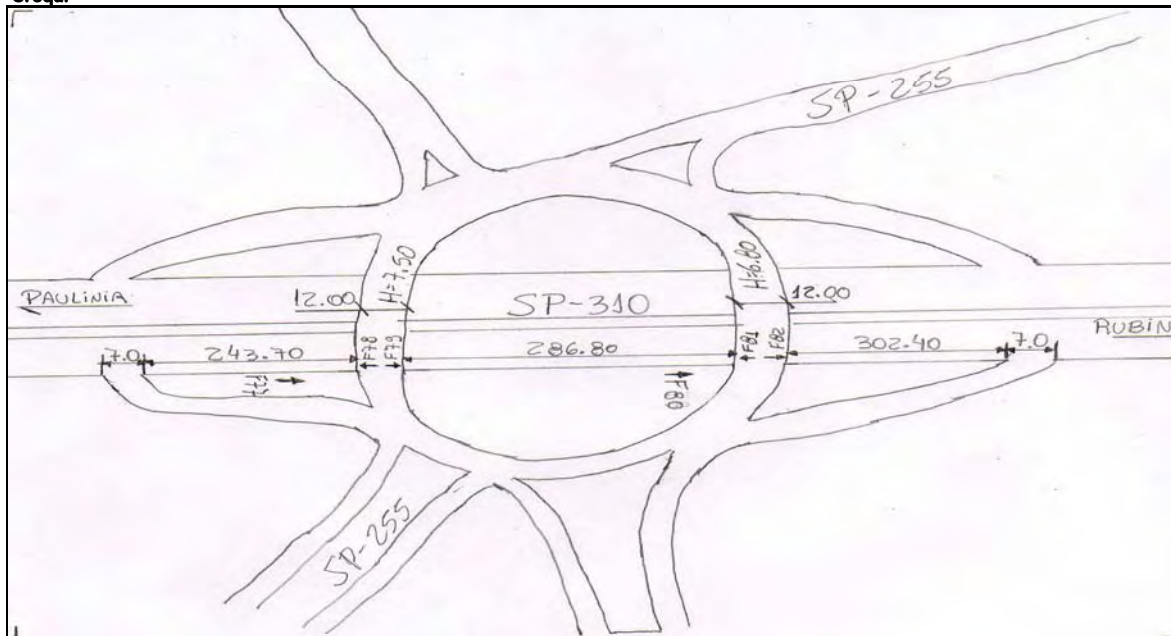 SP-255
H=7.50
H=6.80
PAULINIA
12.00
SP-310
12.00
RUBIN
7.0
243.70
F78
F79
286.80
F81
F82
302.40
7.0
F77
F80
SP-255